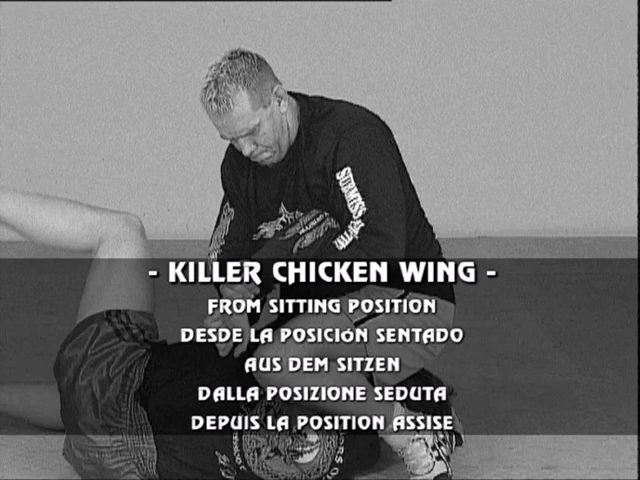 - KILLER CHICKEN WING -
FROM SITTING POSITION
DESDE LA POSICIÓN SENTADO
AUS DEM SITZEN
DALLA POSIZIONE SEDUTA
DEPUIS LA POSITION ASSISE